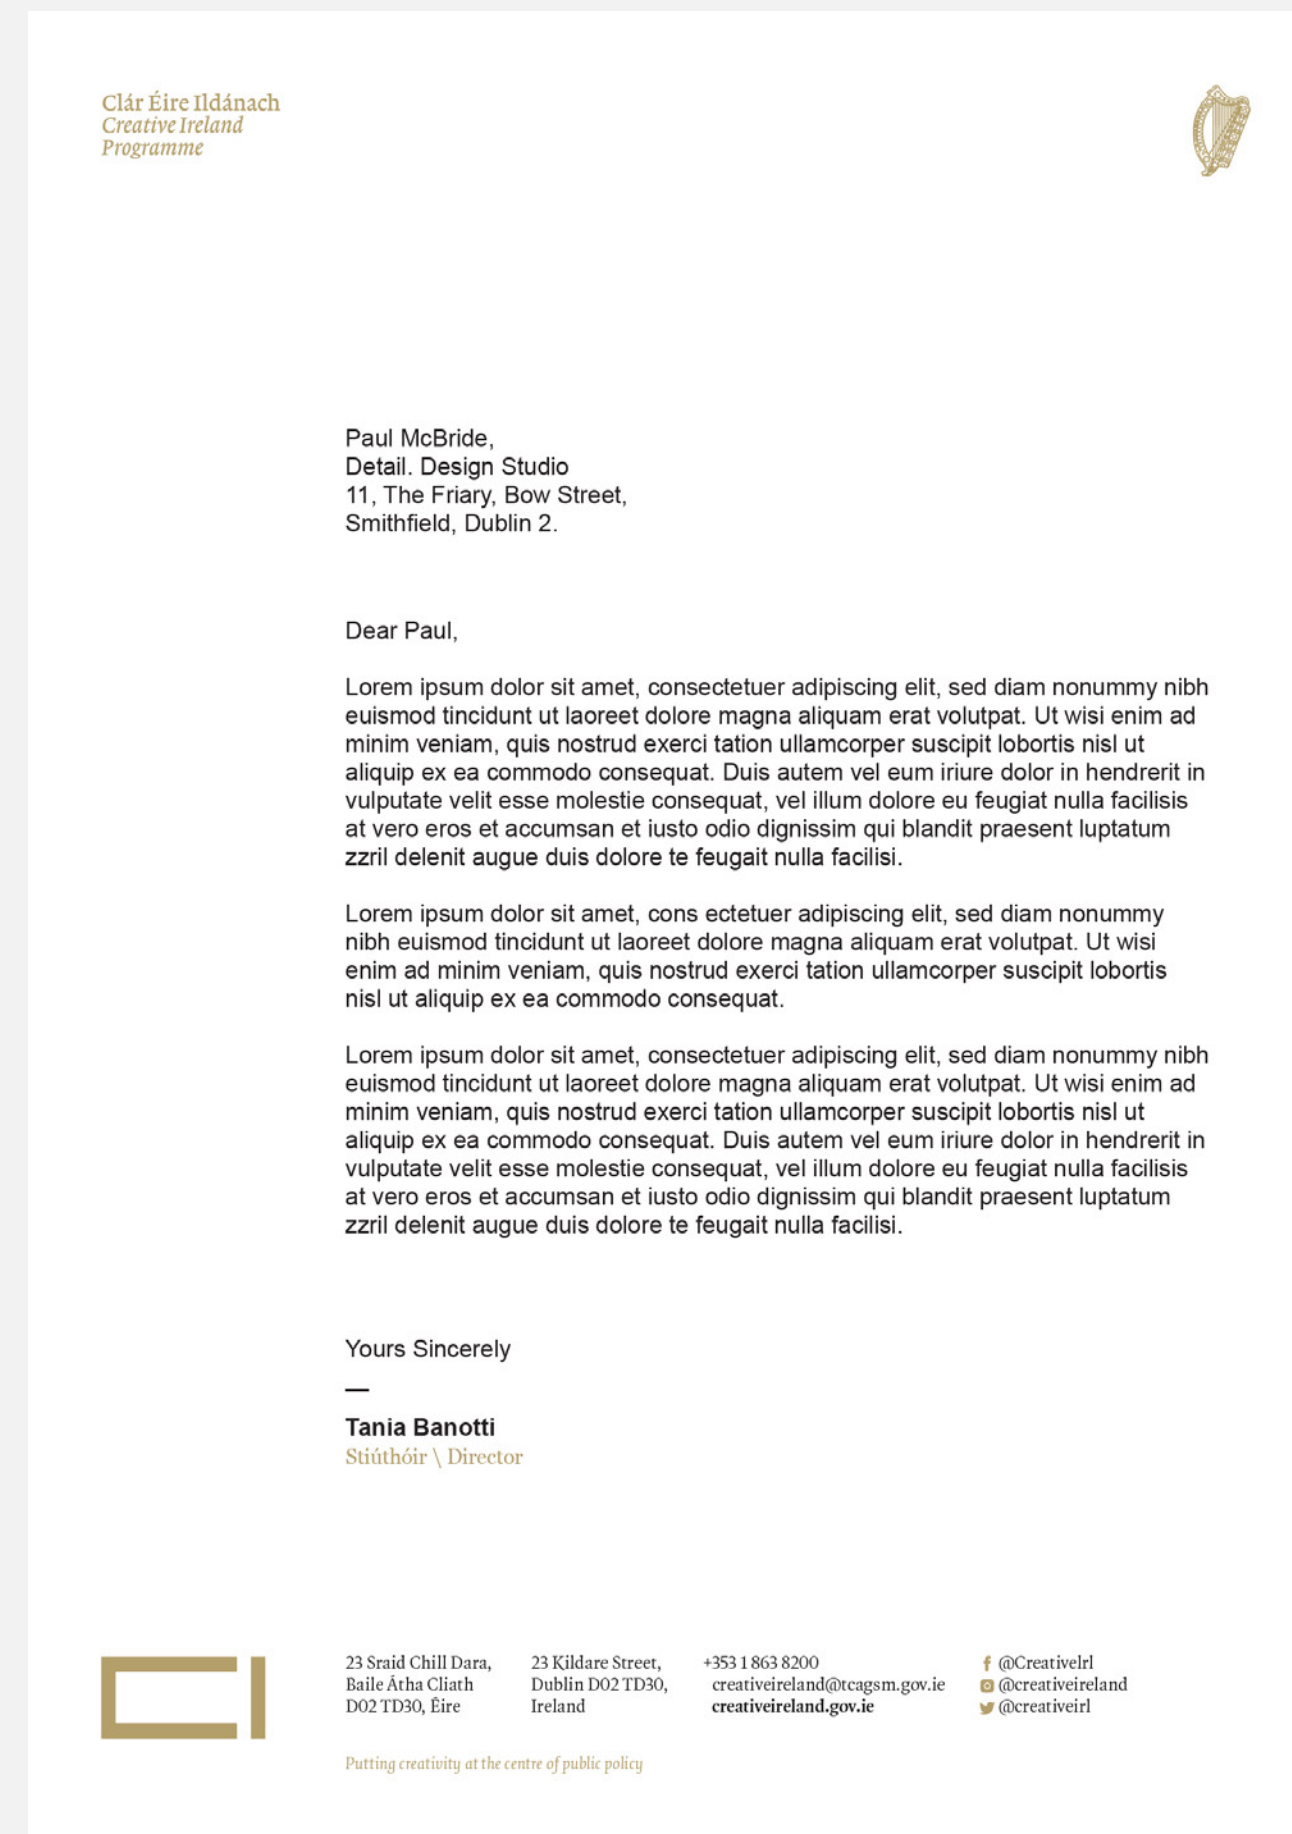 Clár Éire Ildánach
Creative Ireland
Programme
Paul McBride,
Detail. Design Studio
11, The Friary, Bow Street,
Smithfield, Dublin 2.
Dear Paul,
Lorem ipsum dolor sit amet, consectetuer adipiscing elit, sed diam nonummy nibh
euismod tincidunt ut laoreet dolore magna aliquam erat volutpat. Ut wisi enim ad
minim veniam, quis nostrud exerci tation ullamcorper suscipit lobortis nisl ut
aliquip ex ea commodo consequat. Duis autem vel eum iriure dolor in hendrerit in
vulputate velit esse molestie consequat, vel illum dolore eu feugiat nulla facilisis
at vero eros et accumsan et iusto odio dignissim qui blandit praesent luptatum
zzril delenit augue duis dolore te feugait nulla facilisi.
Lorem ipsum dolor sit amet, cons ectetuer adipiscing elit, sed diam nonummy
nibh euismod tincidunt ut laoreet dolore magna aliquam erat volutpat. Ut wisi
enim ad minim veniam, quis nostrud exerci tation ullamcorper suscipit lobortis
nisl ut aliquip ex ea commodo consequat.
Lorem ipsum dolor sit amet, consectetuer adipiscing elit, sed diam nonummy nibh
euismod tincidunt ut laoreet dolore magna aliquam erat volutpat. Ut wisi enim ad
minim veniam, quis nostrud exerci tation ullamcorper suscipit lobortis nisl ut
aliquip ex ea commodo consequat. Duis autem vel eum iriure dolor in hendrerit in
vulputate velit esse molestie consequat, vel illum dolore eu feugiat nulla facilisis
at vero eros et accumsan et iusto odio dignissim qui blandit praesent luptatum
zzril delenit augue duis dolore te feugait nulla facilisi.
Yours Sincerely
—
Tania Banotti
Stiúthóir \ Director
23 Sraid Chill Dara,
Baile Átha Cliath
D02 TD30, Éire
23 Kildare Street,
Dublin D02 TD30,
Ireland
+353 1 863 8200
creativeireland@tcagsm.gov.ie
creativeireland.gov.ie
@Creativelrl
@creativeireland
@creativeirl
Putting creativity at the centre of public policy